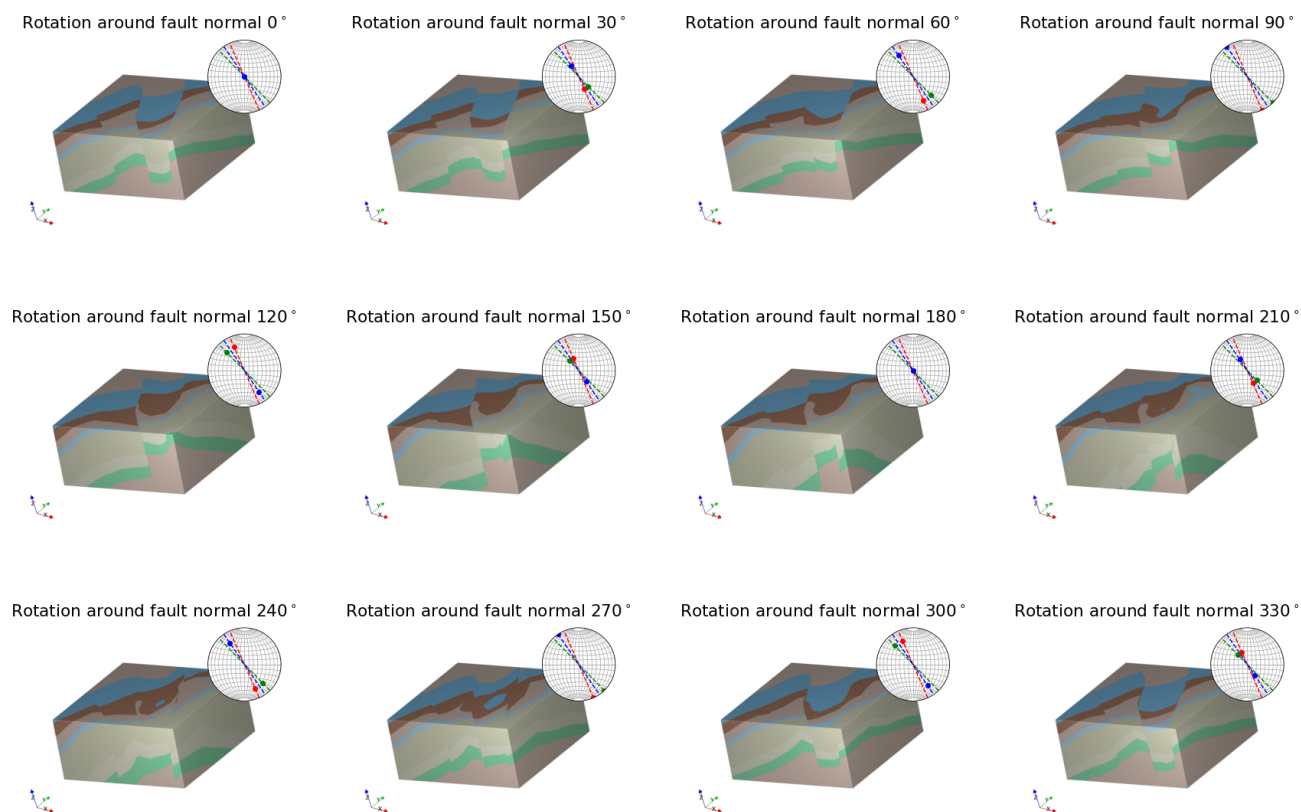 Rotation around fault normal 0°
Rotation around fault normal 30°
Rotation around fault normal 60°
Rotation around fault normal 90°
Z Y X
Z Y X
Z Y X
Z Y X
Rotation around fault normal 120°
Rotation around fault normal 150°
Rotation around fault normal 180°
Rotation around fault normal 210°
Z Y X
Z Y X
Z Y X
Z Y X
Rotation around fault normal 240°
Rotation around fault normal 270°
Rotation around fault normal 300°
Rotation around fault normal 330°
Z Y X
Z Y X
Z Y X
Z Y X